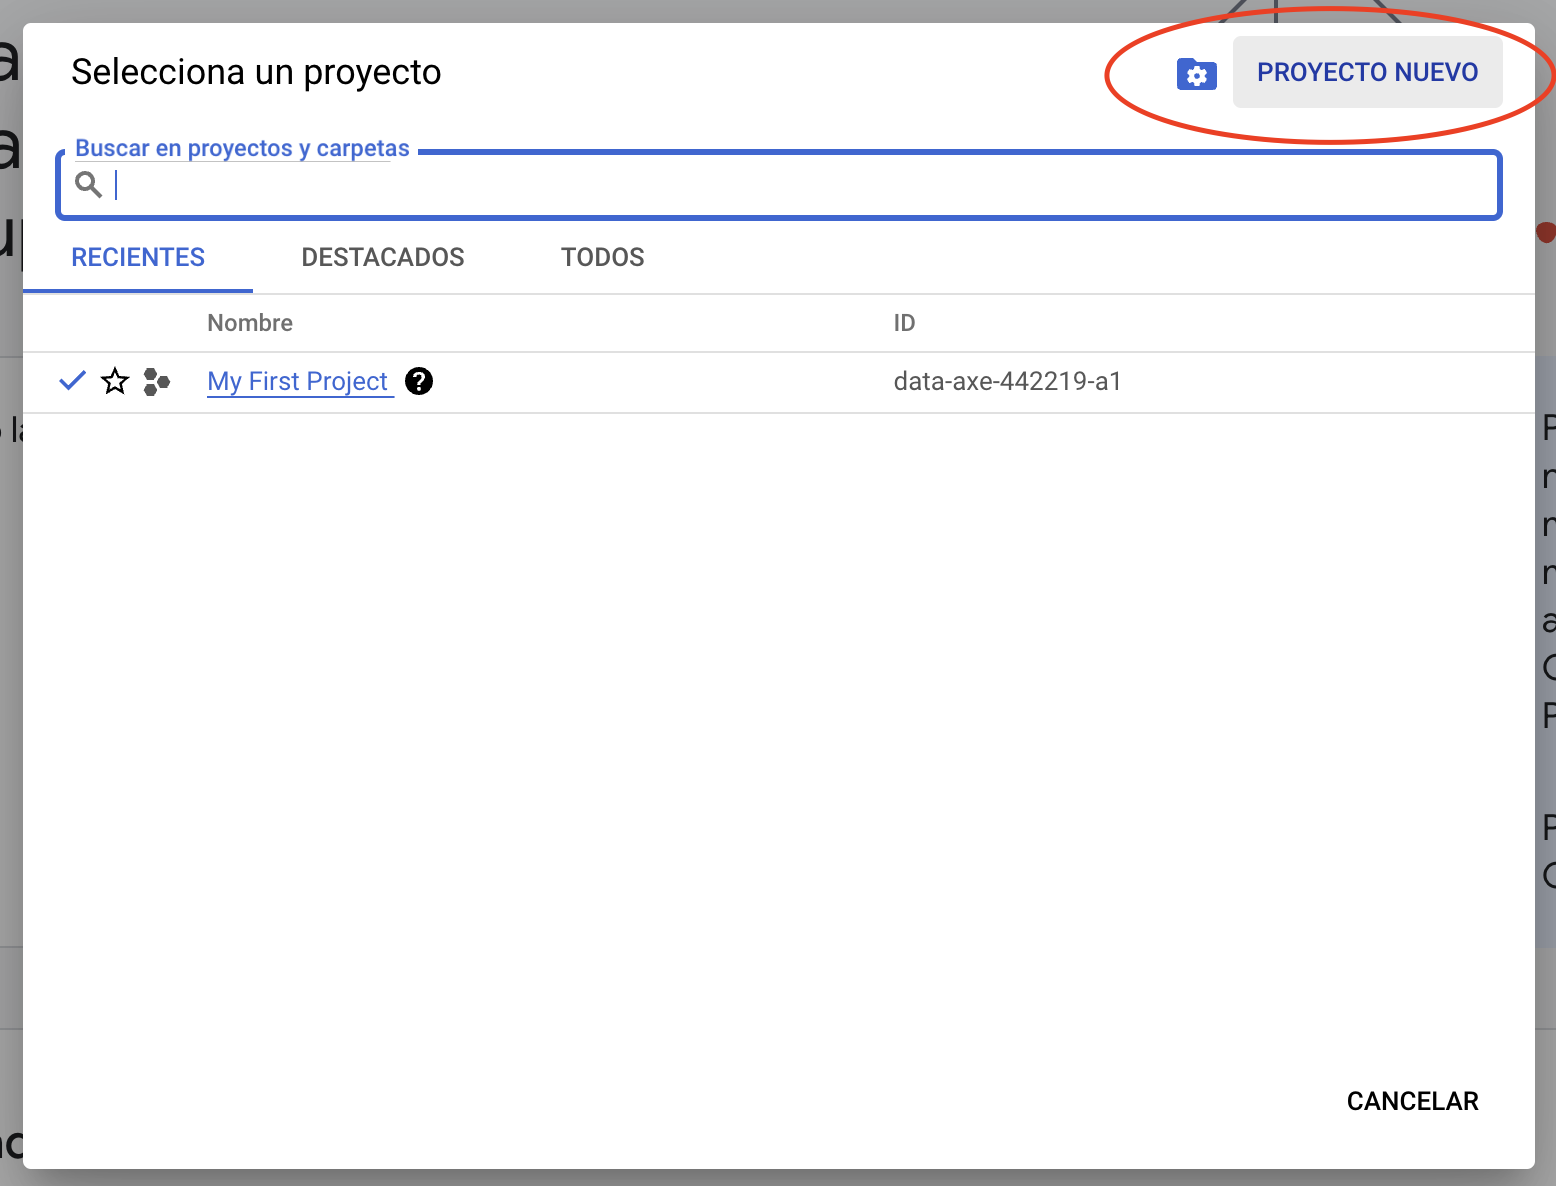 Selecciona un proyecto
PROYECTO NUEVO
Buscar en proyectos y carpetas
RECIENTES DESTACADOS TODOS
Nombre ID
My First Project data-axe-442219-a1
CANCELAR